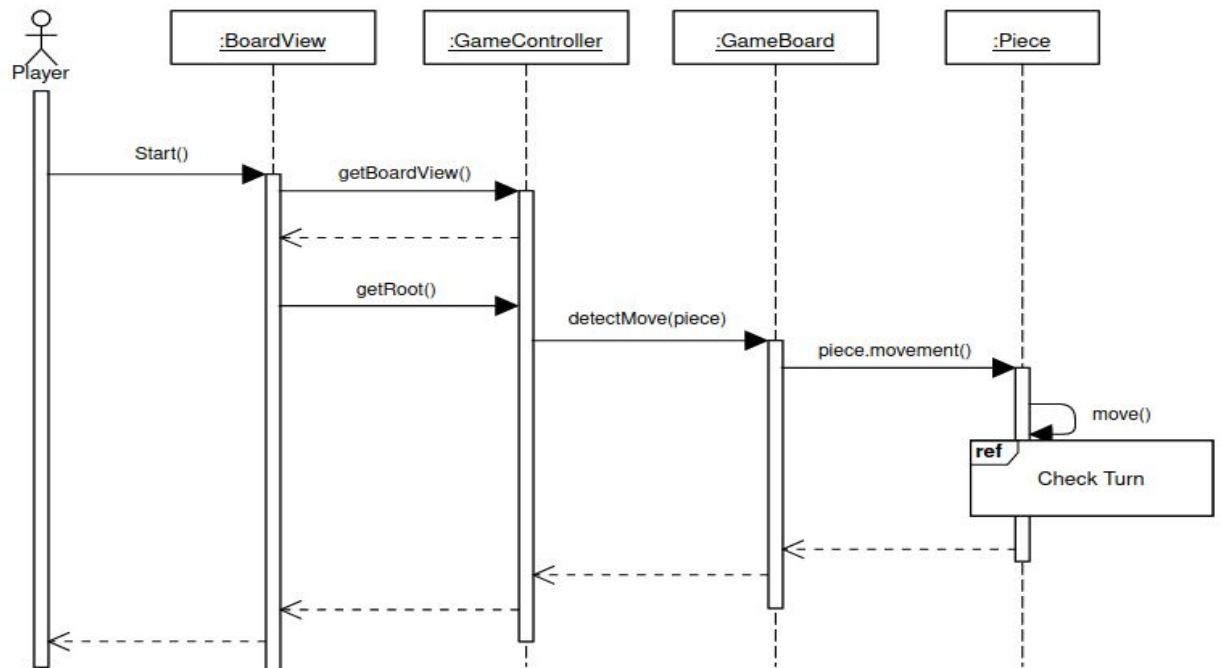 :BoardView
:GameController
:GameBoard
:Piece
Player
Start()
getBoardView()
getRoot()
detectMove(piece)
piece.movement()
move()
ref
Check Turn